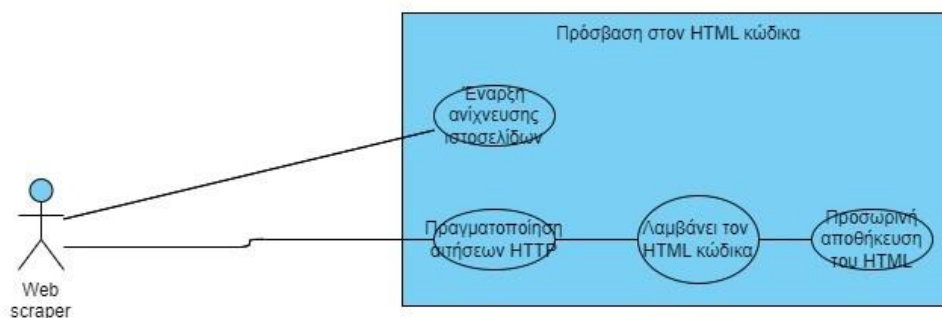 Πρόσβαση στον HTML κώδικα
Έναρξη
ανίχνευσης
ιστοσελίδων
Πραγματοποίηση
αιτήσεων HTTP
Λαμβάνει τον
HTML κώδικα
Προσωρινή
αποθήκευση
του HTML
Web
scraper